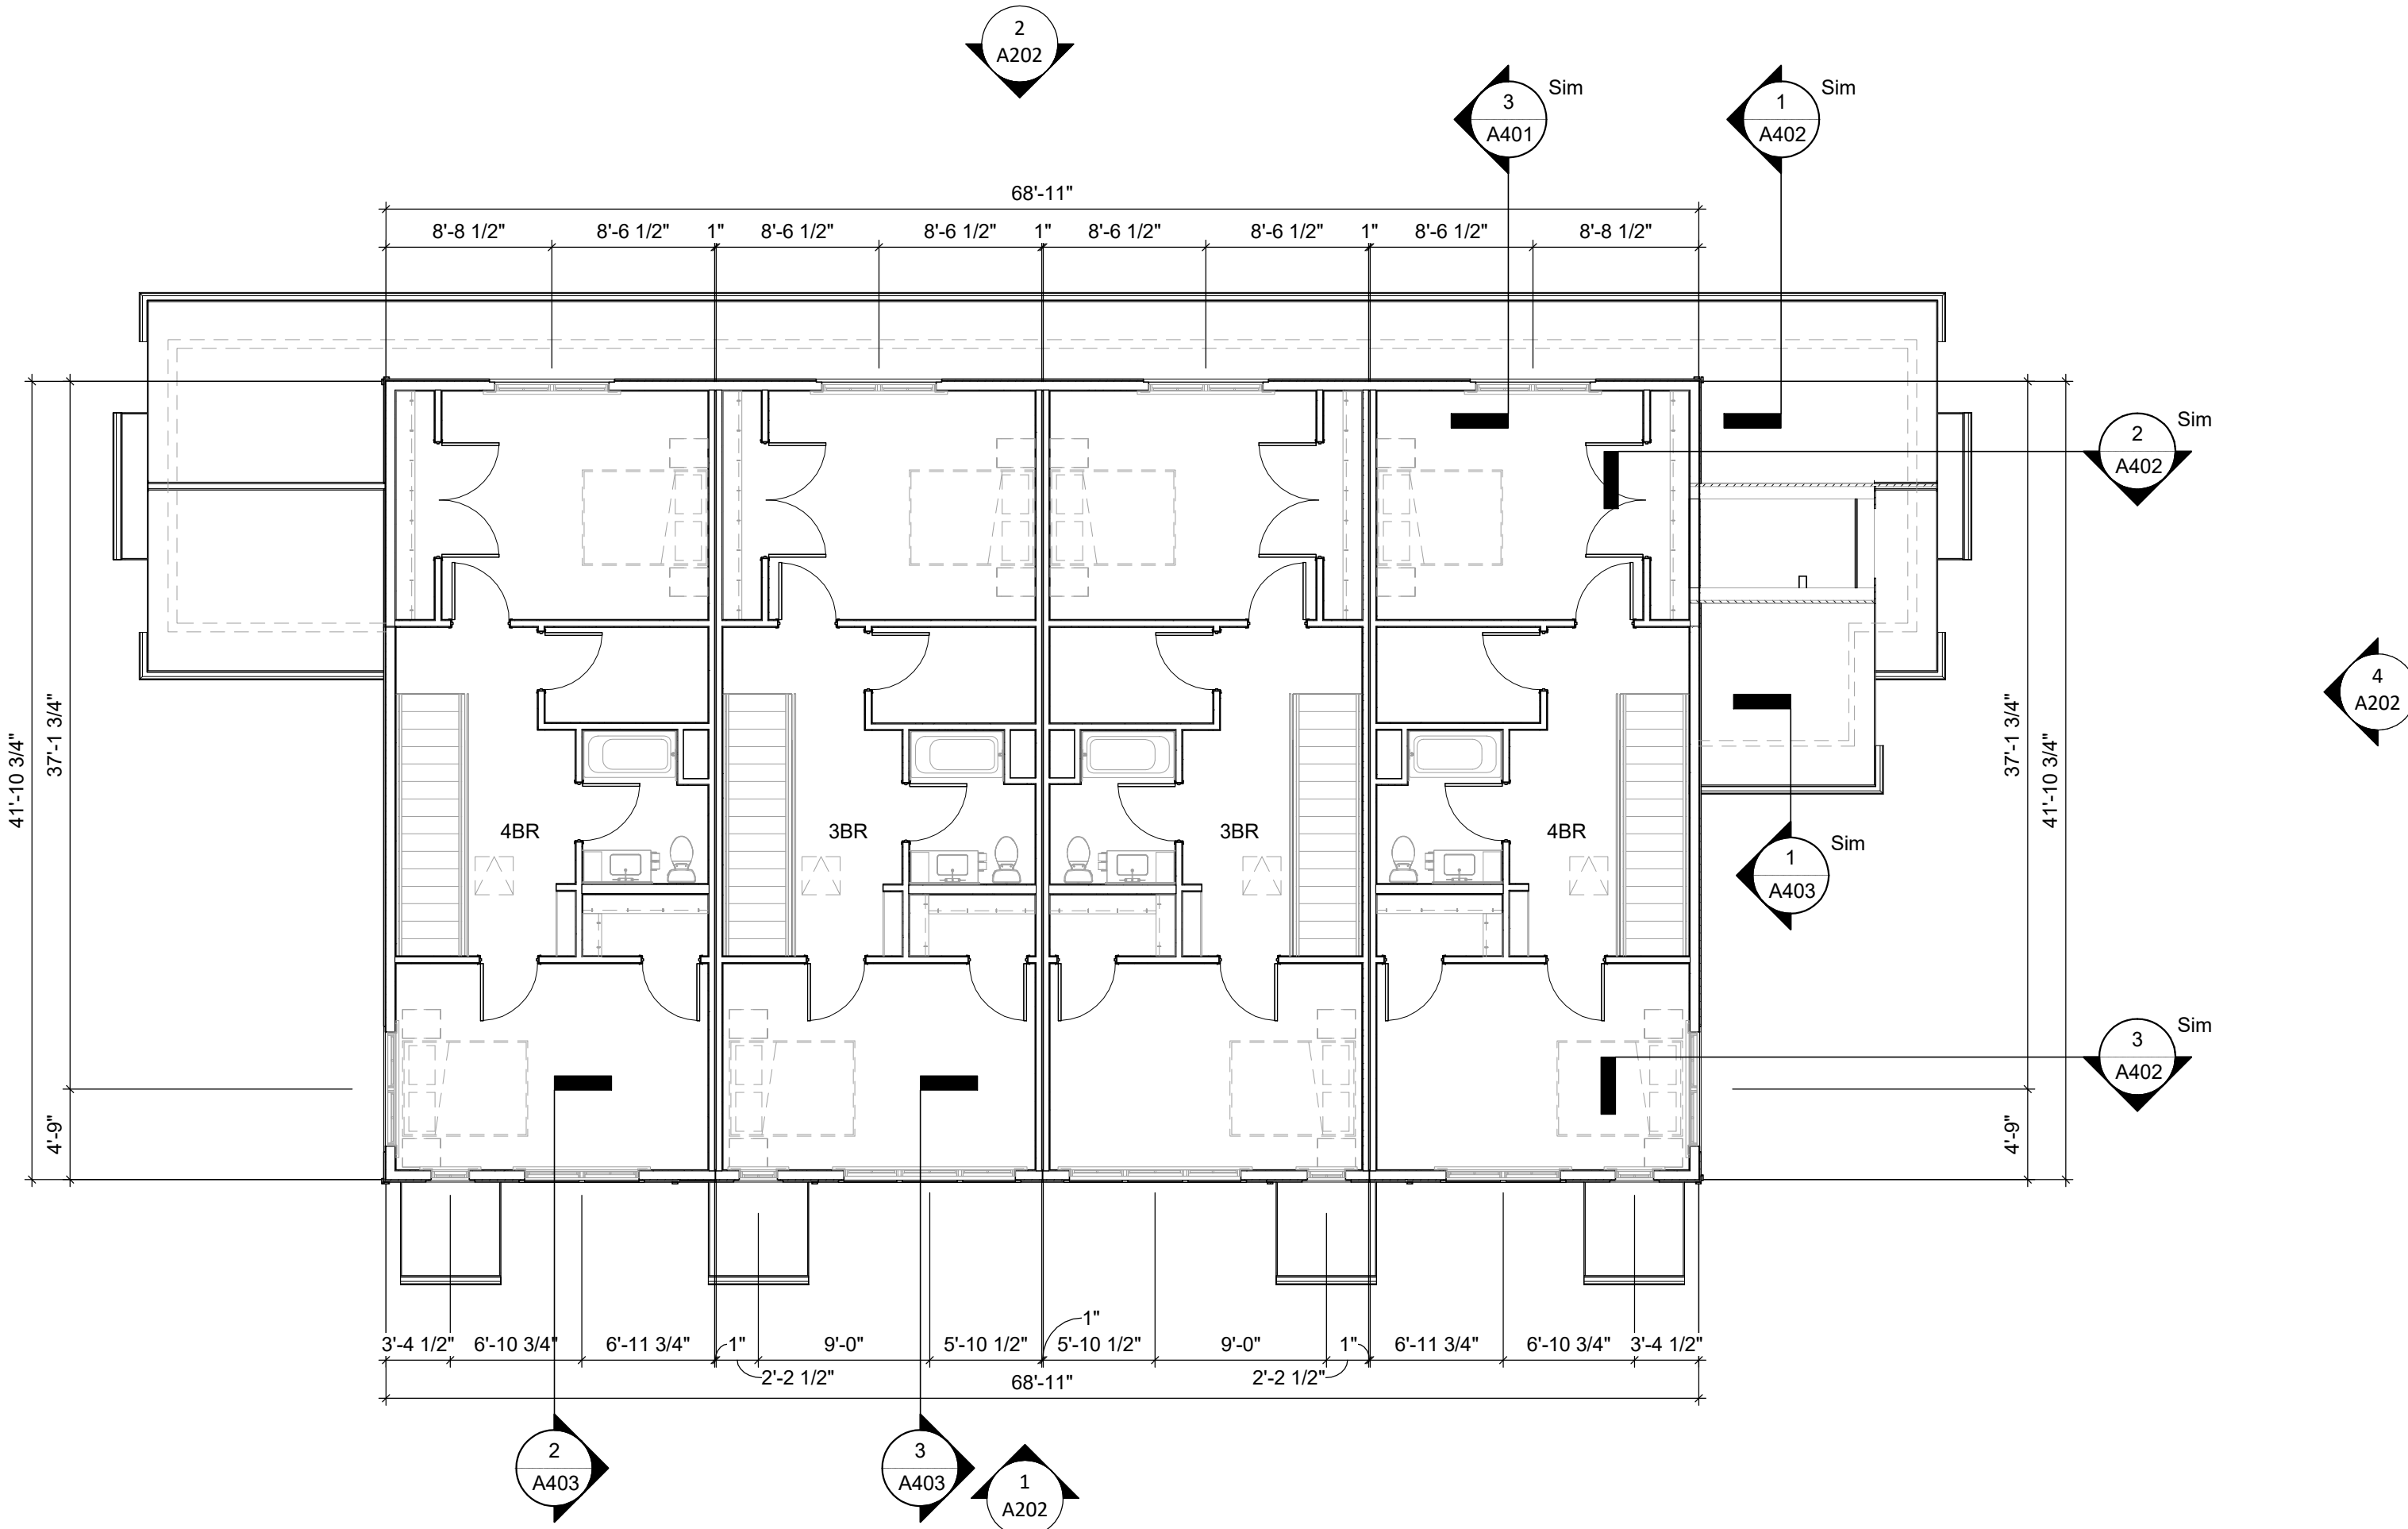 2
A202
3
A401
Sim
1
A402
Sim
68'-11"
8'-8 1/2" 8'-6 1/2" 1" 8'-6 1/2" 8'-6 1/2" 1" 8'-6 1/2" 8'-6 1/2" 1" 8'-6 1/2" 8'-8 1/2"
2
A402
Sim
41'-10 3/4"
37'-1 3/4"
4'-9"
4BR 3BR 3BR 4BR
37'-1 3/4"
41'-10 3/4"
4'-9"
4
A202
1
A403
Sim
3
A402
Sim
1"
3'-4 1/2" 6'-10 3/4" 6'-11 3/4" 1" 9'-0" 5'-10 1/2" 5'-10 1/2" 9'-0" 1" 6'-11 3/4" 6'-10 3/4" 3'-4 1/2"
2'-2 1/2" 68'-11" 2'-2 1/2"
2
A403
3
A403
1
A202